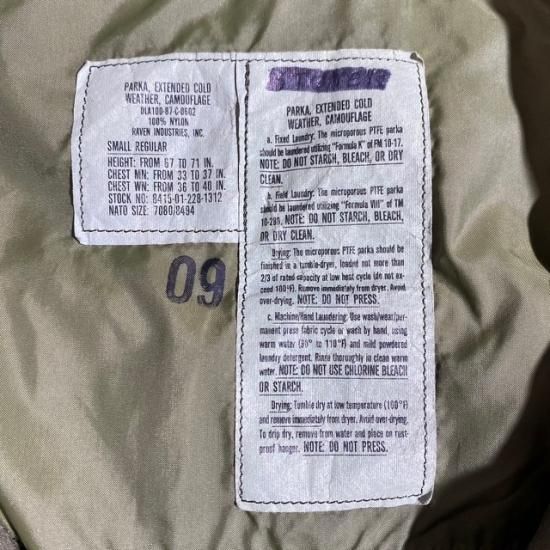 PARKA, EXTENDED COLD
WEATHER, CAMOUFLAGE
DLA100-87-C-0602
100% NYLON
RAVEN INDUSTRIES, INC.
SMALL REGULAR
HEIGHT: FROM 67 TO 71 IN.
CHEST MN: FROM 33 TO 37 IN.
CHEST WN: FROM 36 TO 40 IN.
STOCK NO: 8415-01-228-1312
NATO SIZE: 7080/8494
09
PARKA, EXTENDED COLD
WEATHER, CAMOUFLAGE
a. Fixed Laundry: The microporous PTFE parka
should be laundered utilizing "Formula K" of FM 10-17.
NOTE: DO NOT STARCH, BLEACH, OR DRY
CLEAN.
b. Field Laundry: The microporous PTFE parka
should be laundered utilizing "Formula VIII" of TM
10-280. NOTE: DO NOT STARCH, BLEACH,
OR DRY CLEAN.
Drying: The microporous PTFE parka should be
finished in a tumble-dryer, loaded not more than
2/3 of rated capacity at low heat cycle (do not ex-
ceed 100°F). Remove immediately from dryer. Avoid
over-drying. NOTE: DO NOT PRESS.
c. Machine/Hand Laundering: Use wash/wear/per-
manent press fabric cycle or wash by hand, using
warm water (90° to 110°F) and mild powdered
laundry detergent. Rinse thoroughly in clean warm
water. NOTE: DO NOT USE CHLORINE BLEACH
OR STARCH.
Drying: Tumble dry at low temperature (100°F)
and remove immediately from dryer. Avoid over-drying.
To drip dry, remove from water and place on rust-
proof hanger. NOTE: DO NOT PRESS.